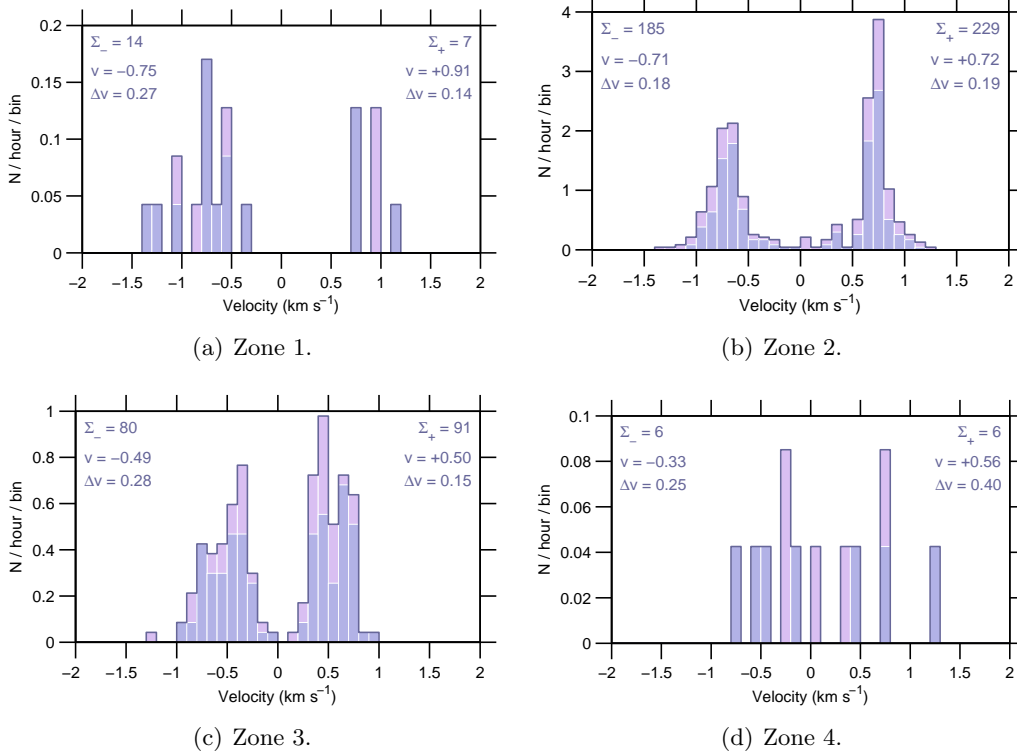 0.2
0.15
0.1
0.05
0
N / hour / bin
Σ₋ = 14
v = −0.75
Δv = 0.27
Σ₊ = 7
v = +0.91
Δv = 0.14
−2 −1.5 −1 −0.5 0 0.5 1 1.5 2
Velocity (km s⁻¹)
(a) Zone 1.
4
3
2
1
0
N / hour / bin
Σ₋ = 185
v = −0.71
Δv = 0.18
Σ₊ = 229
v = +0.72
Δv = 0.19
−2 −1.5 −1 −0.5 0 0.5 1 1.5 2
Velocity (km s⁻¹)
(b) Zone 2.
1
0.8
0.6
0.4
0.2
0
N / hour / bin
Σ₋ = 80
v = −0.49
Δv = 0.28
Σ₊ = 91
v = +0.50
Δv = 0.15
−2 −1.5 −1 −0.5 0 0.5 1 1.5 2
Velocity (km s⁻¹)
(c) Zone 3.
0.1
0.08
0.06
0.04
0.02
0
N / hour / bin
Σ₋ = 6
v = −0.33
Δv = 0.25
Σ₊ = 6
v = +0.56
Δv = 0.40
−2 −1.5 −1 −0.5 0 0.5 1 1.5 2
Velocity (km s⁻¹)
(d) Zone 4.